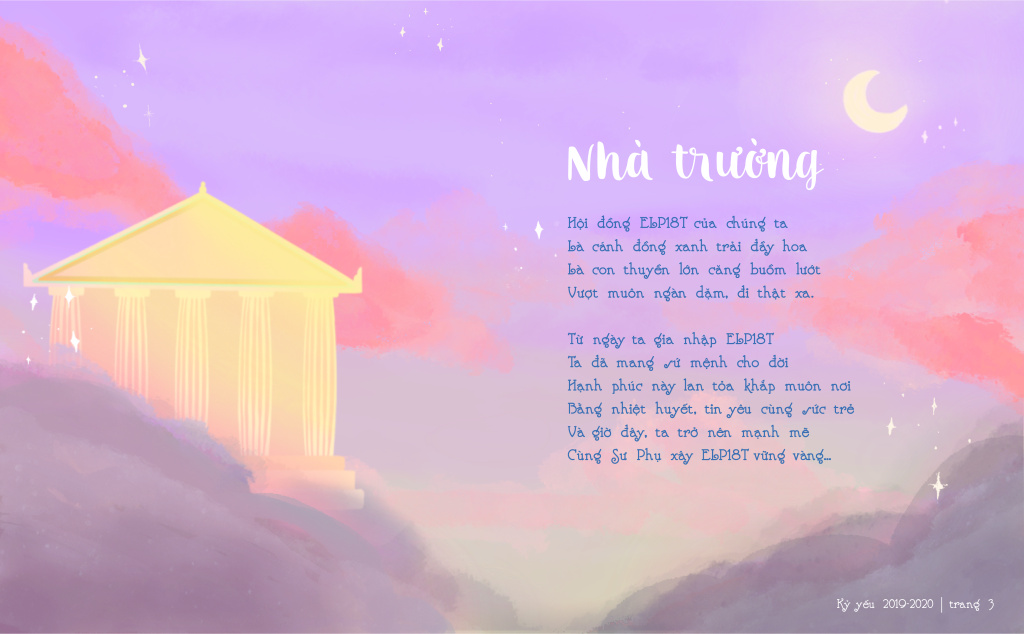 Nhà trường
Hội đồng ELP18T của chúng ta
Là cánh đồng xanh trải đầy hoa
Là con thuyền lớn căng buồm lướt
Vượt muôn ngàn dặm, đi thật xa.
Từ ngày ta gia nhập ELP18T
Ta đã mang sứ mệnh cho đời
Hạnh phúc này lan tỏa khắp muôn nơi
Bằng nhiệt huyết, tin yêu cùng sức trẻ
Và giờ đây, ta trở nên mạnh mẽ
Cùng Sư Phụ xây ELP18T vững vàng...
Kỷ yếu 2019-2020 | trang 3